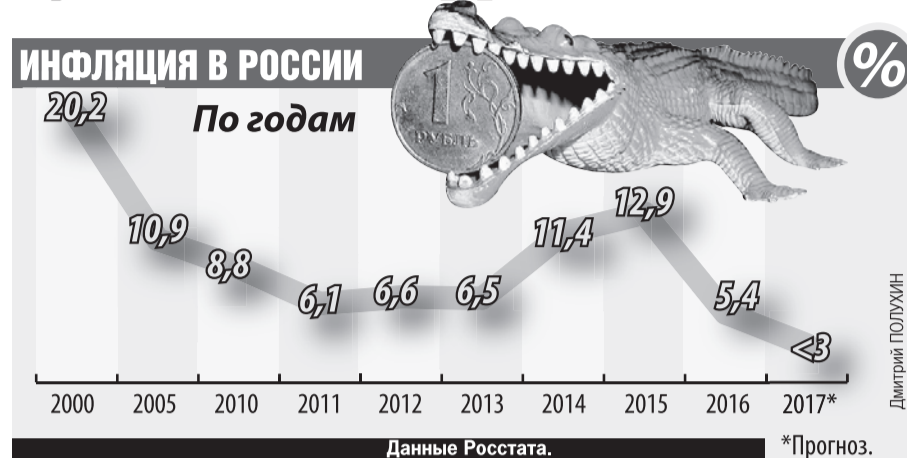 ИНФЛЯЦИЯ В РОССИИ
%
По годам
1
РУБЛЬ
20,2
10,9
8,8
6,1
6,6
6,5
11,4
12,9
5,4
<3
2000 2005 2010 2011 2012 2013 2014 2015 2016 2017*
Данные Росстата.
*Прогноз.
Дмитрий ПОЛУХИН